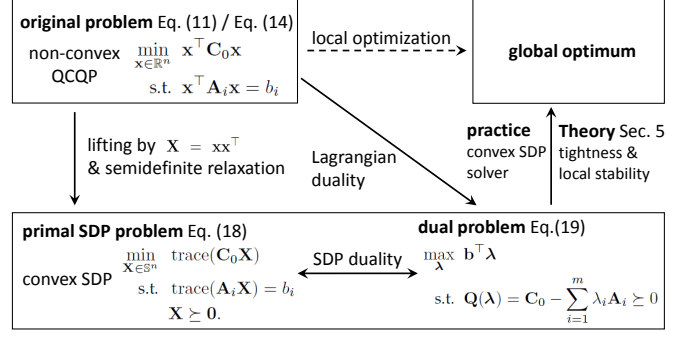 original problem Eq. (11) / Eq. (14)
non-convex
QCQP
min x⊤C₀x
x∈ℝⁿ
s.t. x⊤Aᵢx = bᵢ
local optimization
global optimum
lifting by X = xx⊤
& semidefinite relaxation
Lagrangian
duality
practice
convex SDP
solver
Theory Sec. 5
tightness &
local stability
primal SDP problem Eq. (18)
convex SDP
min trace(C₀X)
X∈𝕊ⁿ
s.t. trace(AᵢX) = bᵢ
X ⪰ 0.
SDP duality
dual problem Eq.(19)
max b⊤λ
λ
s.t. Q(λ) = C₀ − ∑ᵢ₌₁ᵐ λᵢAᵢ ⪰ 0